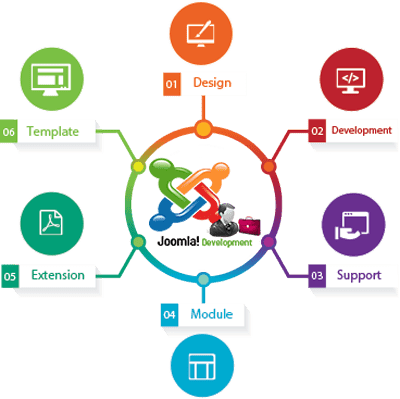 01 Design
02 Development
03 Support
04 Module
05 Extension
06 Template
Joomla! Development